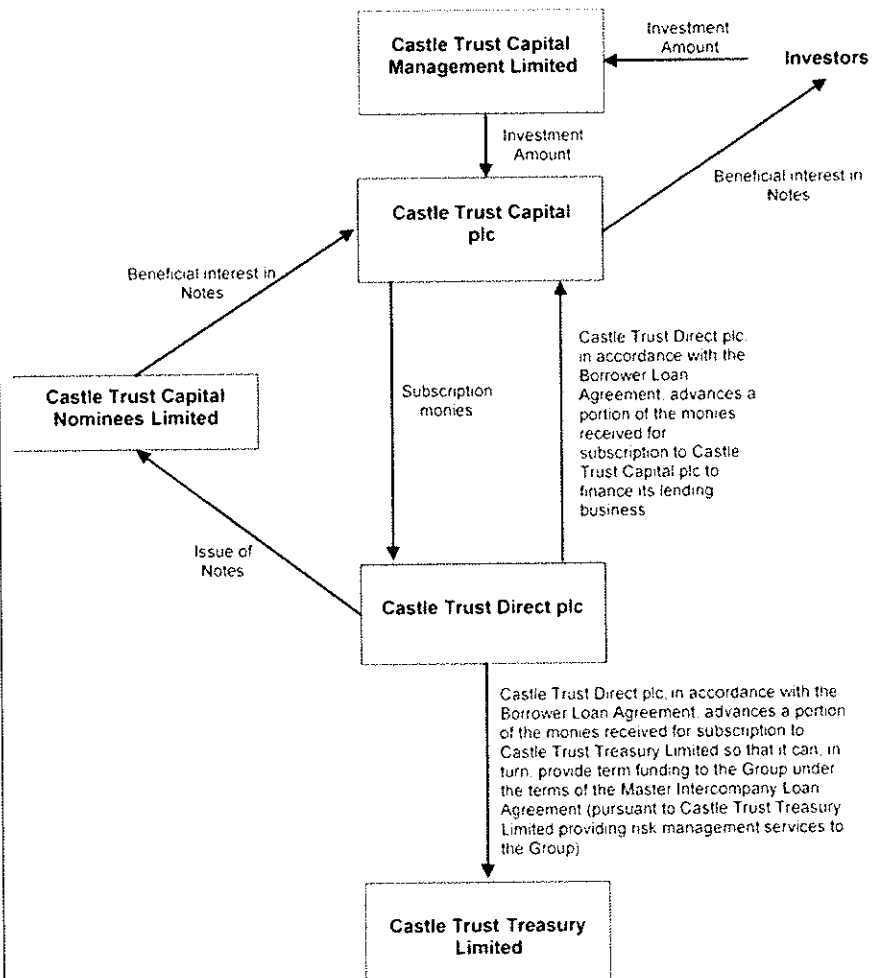 Castle Trust Capital
Management Limited
Investment
Amount
Investors
Investment
Amount
Beneficial interest in
Notes
Castle Trust Capital
plc
Beneficial interest in
Notes
Castle Trust Capital
Nominees Limited
Subscription
monies
Castle Trust Direct plc,
in accordance with the
Borrower Loan
Agreement, advances a
portion of the monies
received for
subscription to Castle
Trust Capital plc to
finance its lending
business
Issue of
Notes
Castle Trust Direct plc
Castle Trust Direct plc, in accordance with the
Borrower Loan Agreement, advances a portion
of the monies received for subscription to
Castle Trust Treasury Limited so that it can, in
turn, provide term funding to the Group under
the terms of the Master Intercompany Loan
Agreement (pursuant to Castle Trust Treasury
Limited providing risk management services to
the Group)
Castle Trust Treasury
Limited